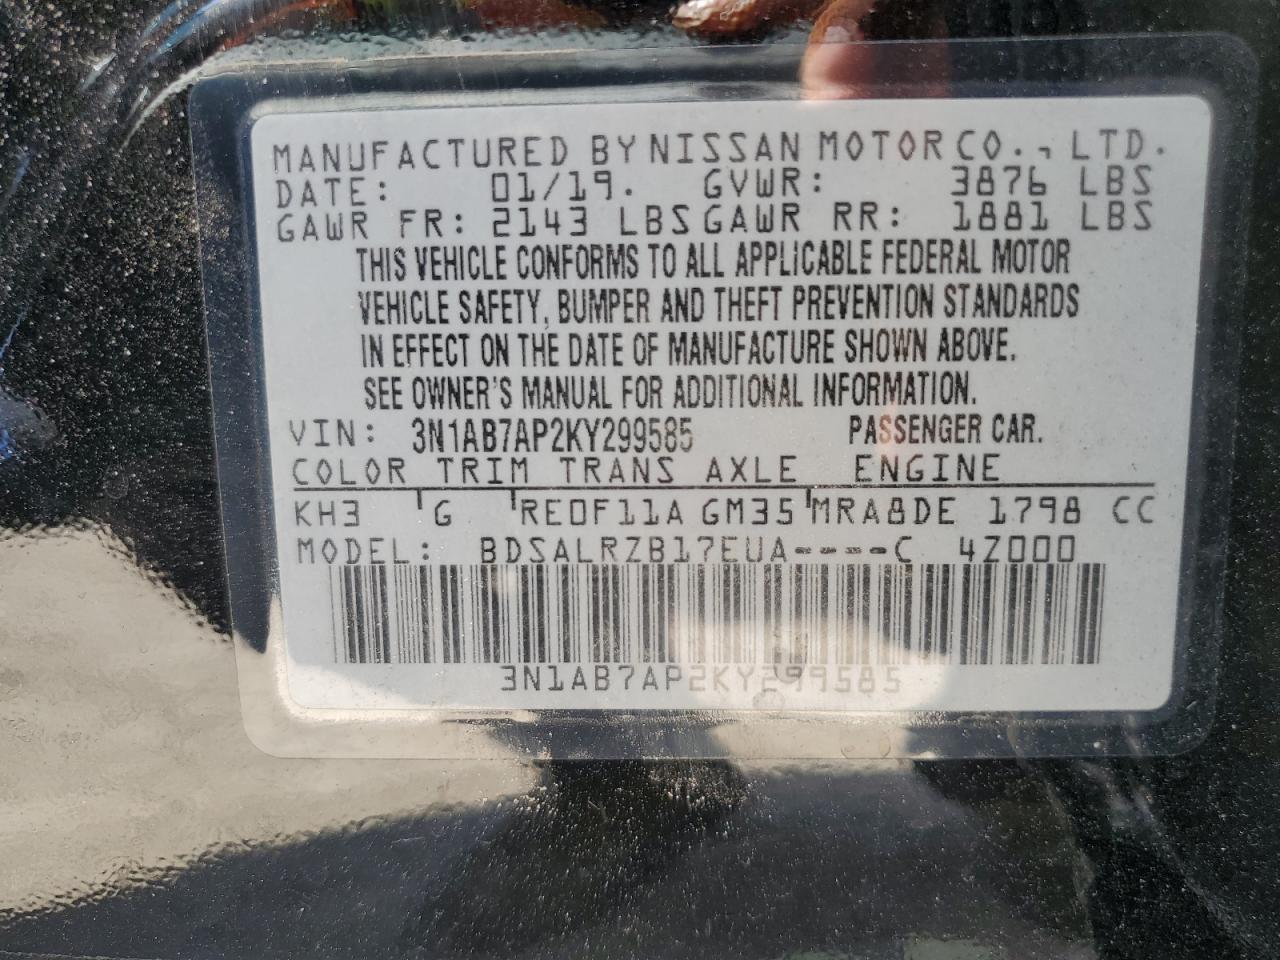 MANUFACTURED BY NISSAN MOTOR CO., LTD.
DATE: 01/19. GVWR: 3876 LBS
GAWR FR: 2143 LBS GAWR RR: 1881 LBS
THIS VEHICLE CONFORMS TO ALL APPLICABLE FEDERAL MOTOR
VEHICLE SAFETY, BUMPER AND THEFT PREVENTION STANDARDS
IN EFFECT ON THE DATE OF MANUFACTURE SHOWN ABOVE.
SEE OWNER'S MANUAL FOR ADDITIONAL INFORMATION.
VIN: 3N1AB7AP2KY299585 PASSENGER CAR.
COLOR TRIM TRANS AXLE ENGINE
KH3 G RE0F11A GM35 MRA8DE 1798 CC
MODEL: BDSALRZB17EUA----C 4Z000
3N1AB7AP2KY299585